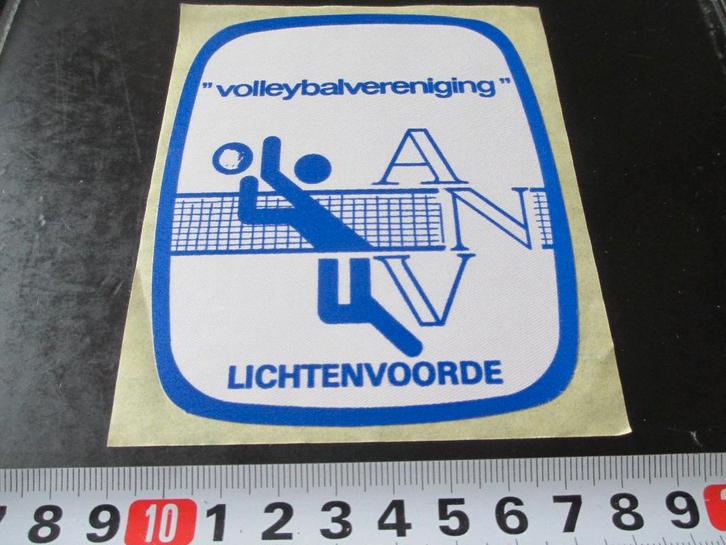 "volleybalvereniging"
A
N
V
LICHTENVOORDE
7 8 9 10 1 2 3 4 5 6 7 8 9